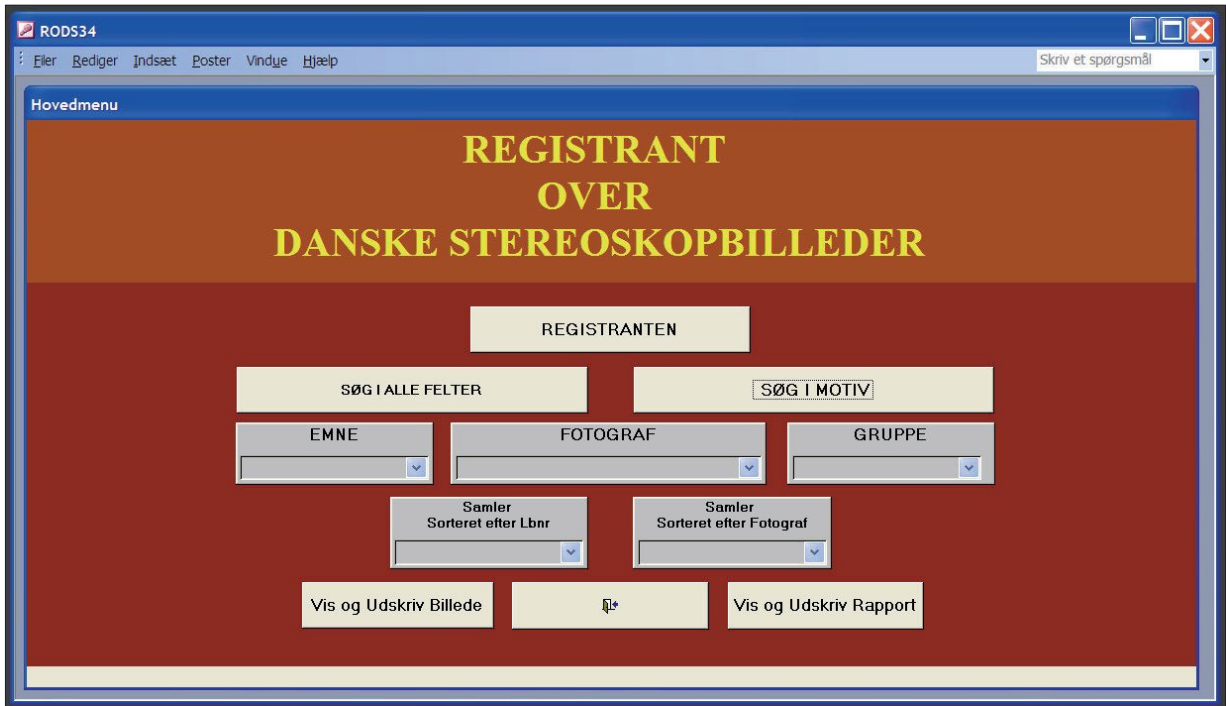 RODS34
Filer Rediger Indsæt Poster Vindue Hjælp Skriv et spørgsmål
Hovedmenu
REGISTRANT
OVER
DANSKE STEREOSKOPBILLEDER
REGISTRANTEN
SØG I ALLE FELTER SØG I MOTIV
EMNE FOTOGRAF GRUPPE
Samler Samler
Sorteret efter Lbnr Sorteret efter Fotograf
Vis og Udskriv Billede Vis og Udskriv Rapport